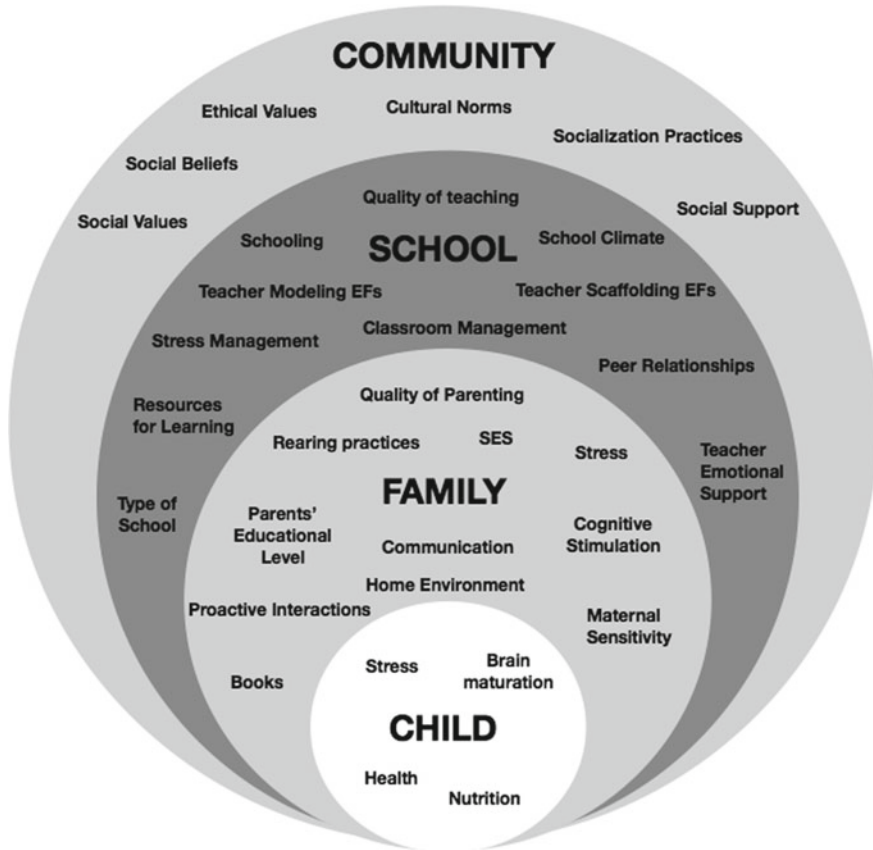 COMMUNITY
Ethical Values
Cultural Norms
Socialization Practices
Social Beliefs
Social Values
Social Support
Quality of teaching
Schooling
SCHOOL
School Climate
Teacher Modeling EFs
Teacher Scaffolding EFs
Stress Management
Classroom Management
Peer Relationships
Resources
for Learning
Type of
School
Teacher
Emotional
Support
Quality of Parenting
Rearing practices
SES
Stress
FAMILY
Parents’
Educational
Level
Communication
Cognitive
Stimulation
Home Environment
Proactive Interactions
Maternal
Sensitivity
Books
Stress
Brain
maturation
CHILD
Health
Nutrition